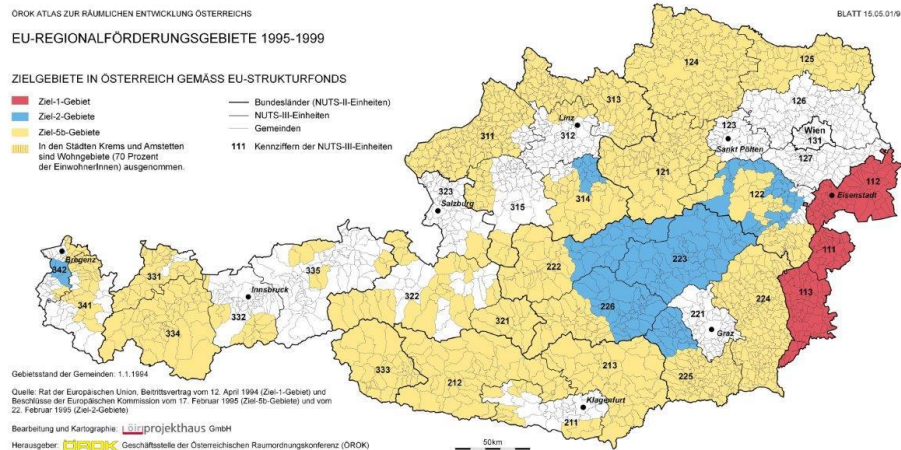 ÖROK ATLAS ZUR RÄUMLICHEN ENTWICKLUNG ÖSTERREICHS
BLATT 15.05.01/9
EU-REGIONALFÖRDERUNGSGEBIETE 1995-1999
ZIELGEBIETE IN ÖSTERREICH GEMÄSS EU-STRUKTURFONDS
Ziel-1-Gebiet
Ziel-2-Gebiete
Ziel-5b-Gebiete
In den Städten Krems und Amstetten
sind Wohngebiete (70 Prozent
der EinwohnerInnen) ausgenommen.
Bundesländer (NUTS-II-Einheiten)
NUTS-III-Einheiten
Gemeinden
111 Kennziffern der NUTS-III-Einheiten
124
125
126
313
Linz
312
311
123
Sankt Pölten
Wien
131
127
121
112
Eisenstadt
122
314
315
323
Salzburg
111
223
222
342
Bregenz
341
331
335
Innsbruck
332
334
322
321
226
221
Graz
224
113
333
212
213
225
Klagenfurt
211
Gebietsstand der Gemeinden: 1.1.1994
Quelle: Rat der Europäischen Union, Beitrittsvertrag vom 12. April 1994 (Ziel-1-Gebiet) und
Beschlüsse der Europäischen Kommission vom 17. Februar 1995 (Ziel-5b-Gebiete) und vom
22. Februar 1995 (Ziel-2-Gebiete)
Bearbeitung und Kartographie: projekthaus GmbH
Herausgeber: ÖROK Geschäftsstelle der Österreichischen Raumordnungskonferenz (ÖROK)
50km